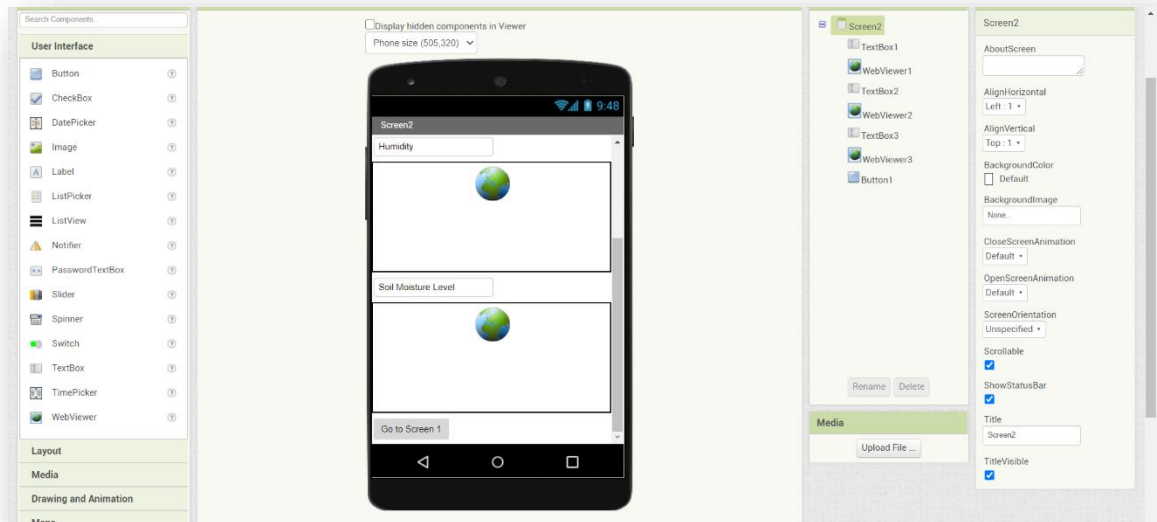 Search Components...
User Interface
Button
CheckBox
DatePicker
Image
Label
ListPicker
ListView
Notifier
PasswordTextBox
Slider
Spinner
Switch
TextBox
TimePicker
WebViewer
Layout
Media
Drawing and Animation
Maps
Display hidden components in Viewer
Phone size (505,320)
9:48
Screen2
Humidity
Soil Moisture Level
Go to Screen 1
Screen2
TextBox1
WebViewer1
TextBox2
WebViewer2
TextBox3
WebViewer3
Button1
Rename Delete
Media
Upload File ...
Screen2
AboutScreen
AlignHorizontal
Left : 1
AlignVertical
Top : 1
BackgroundColor
Default
BackgroundImage
None...
CloseScreenAnimation
Default
OpenScreenAnimation
Default
ScreenOrientation
Unspecified
Scrollable
ShowStatusBar
Title
Screen2
TitleVisible